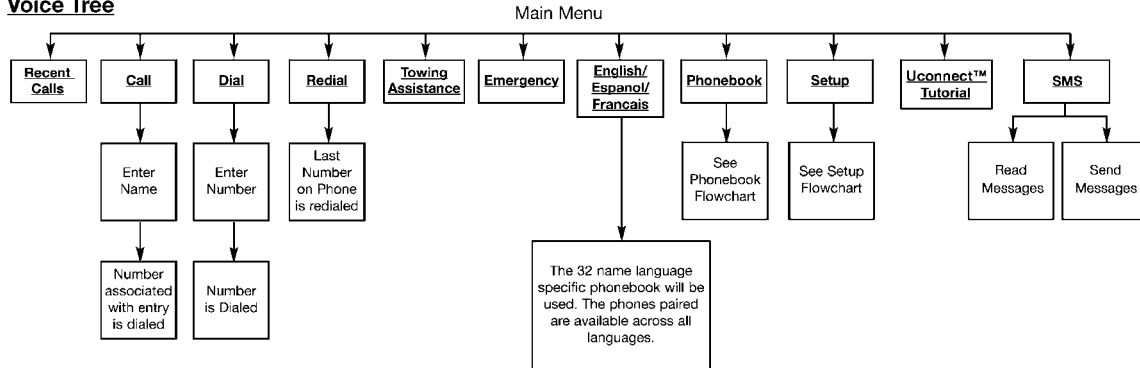 Voice Tree
Main Menu
Recent
Calls
Call
Dial
Redial
Towing
Assistance
Emergency
English/
Espanol/
Francais
Phonebook
Setup
Uconnect™
Tutorial
SMS
Enter
Name
Enter
Number
Last
Number
on Phone
is redialed
See
Phonebook
Flowchart
See Setup
Flowchart
Read
Messages
Send
Messages
Number
associated
with entry
is dialed
Number
is Dialed
The 32 name language
specific phonebook will be
used. The phones paired
are available across all
languages.